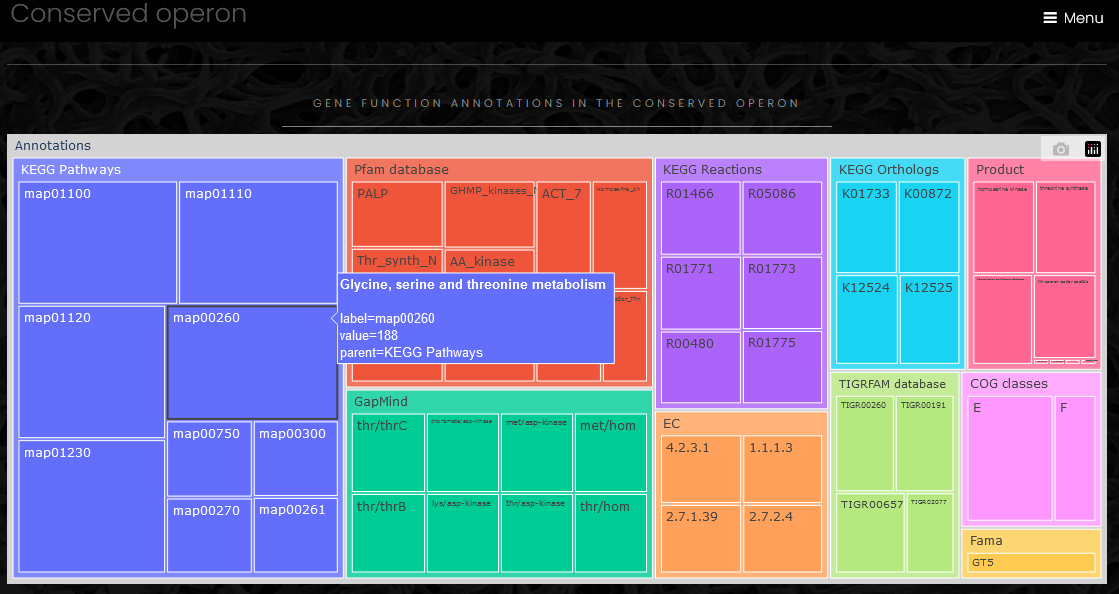 Conserved operon
Menu
GENE FUNCTION ANNOTATIONS IN THE CONSERVED OPERON
Annotations
KEGG Pathways
map01100
map01110
map01120
map00260
map01230
map00750
map00300
map00270
map00261
Glycine, serine and threonine metabolism
label=map00260
value=188
parent=KEGG Pathways
Pfam database
PALP
GHMP_kinases_N
ACT_7
Homoserine_dh
Thr_synth_N
AA_kinase
GapMind
thr/thrC
chorismate/asp-kinase
met/asp-kinase
met/hom
thr/thrB
lys/asp-kinase
thr/asp-kinase
thr/hom
KEGG Reactions
R01466
R05086
R01771
R01773
R00480
R01775
EC
4.2.3.1
1.1.1.3
2.7.1.39
2.7.2.4
KEGG Orthologs
K01733
K00872
K12524
K12525
Product
homoserine kinase
threonine synthase
thr operon leader peptide
TIGRFAM database
TIGR00260
TIGR00191
TIGR00657
TIGR02077
COG classes
E
F
Fama
GT5